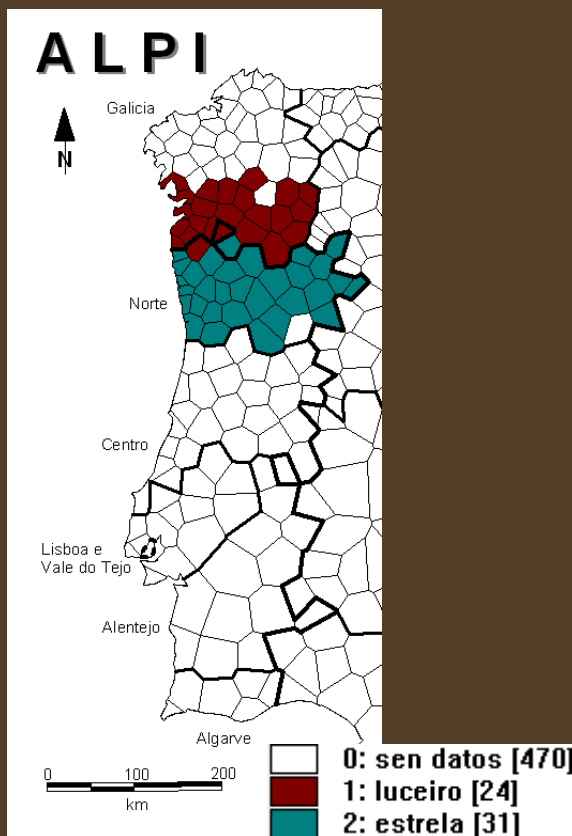 ALPI
Galicia
N
Norte
Centro
Lisboa e
Vale do Tejo
Alentejo
Algarve
0 100 200
km
0: sen datos [470]
1: luceiro [24]
2: estrela [31]